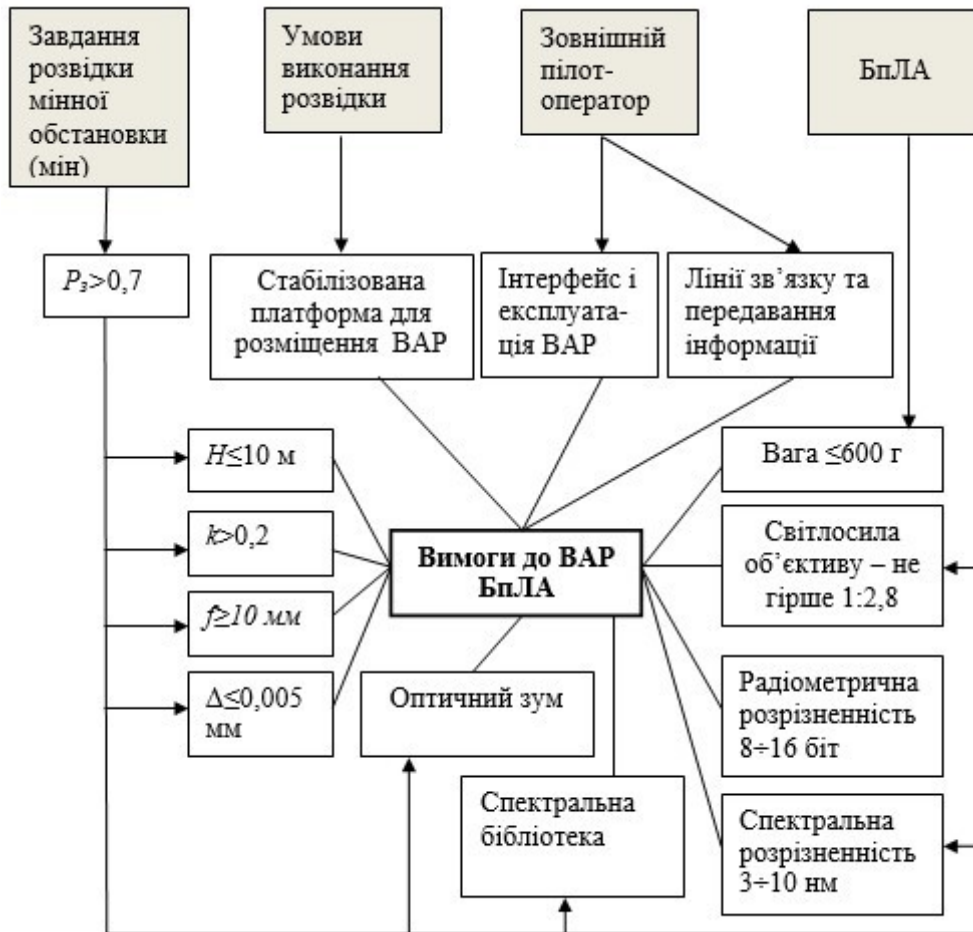 Завдання
розвідки
мінної
обстановки
(мін)
Умови
виконання
розвідки
Зовнішній
пілот-
оператор
БпЛА
Pз>0,7
Стабілізована
платформа для
розміщення ВАР
Інтерфейс і
експлуата-
ція ВАР
Лінії зв’язку та
передавання
інформації
H≤10 м
k>0,2
f≥10 мм
Δ≤0,005
мм
Вимоги до ВАР
БпЛА
Вага ≤600 г
Світлосила
об’єктиву – не
гірше 1:2,8
Радіометрична
розрізненність
8÷16 біт
Спектральна
розрізненність
3÷10 нм
Оптичний зум
Спектральна
бібліотека